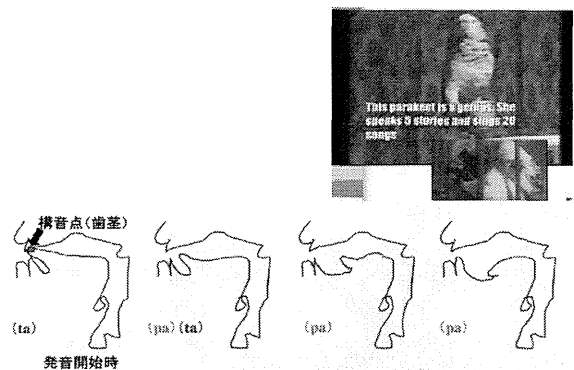 This parakeet is a genius. She
speaks 5 stories and sings 20
songs
構音点(歯茎)
(ta)
(pa)(ta)
(pa)
(pa)
発音開始時